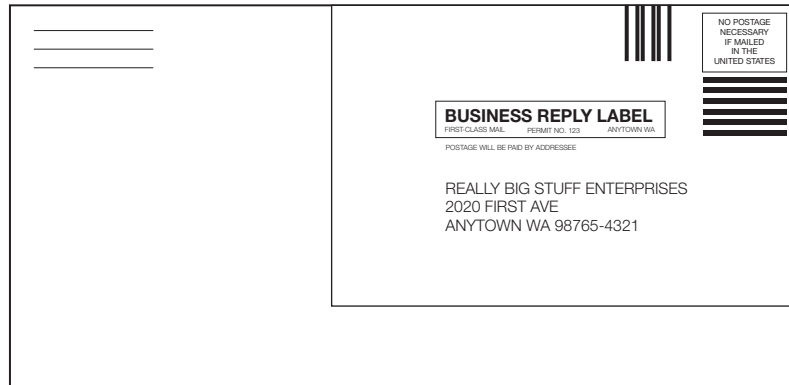 NO POSTAGE
NECESSARY
IF MAILED
IN THE
UNITED STATES
BUSINESS REPLY LABEL
FIRST-CLASS MAIL PERMIT NO. 123 ANYTOWN WA
POSTAGE WILL BE PAID BY ADDRESSEE
REALLY BIG STUFF ENTERPRISES
2020 FIRST AVE
ANYTOWN WA 98765-4321